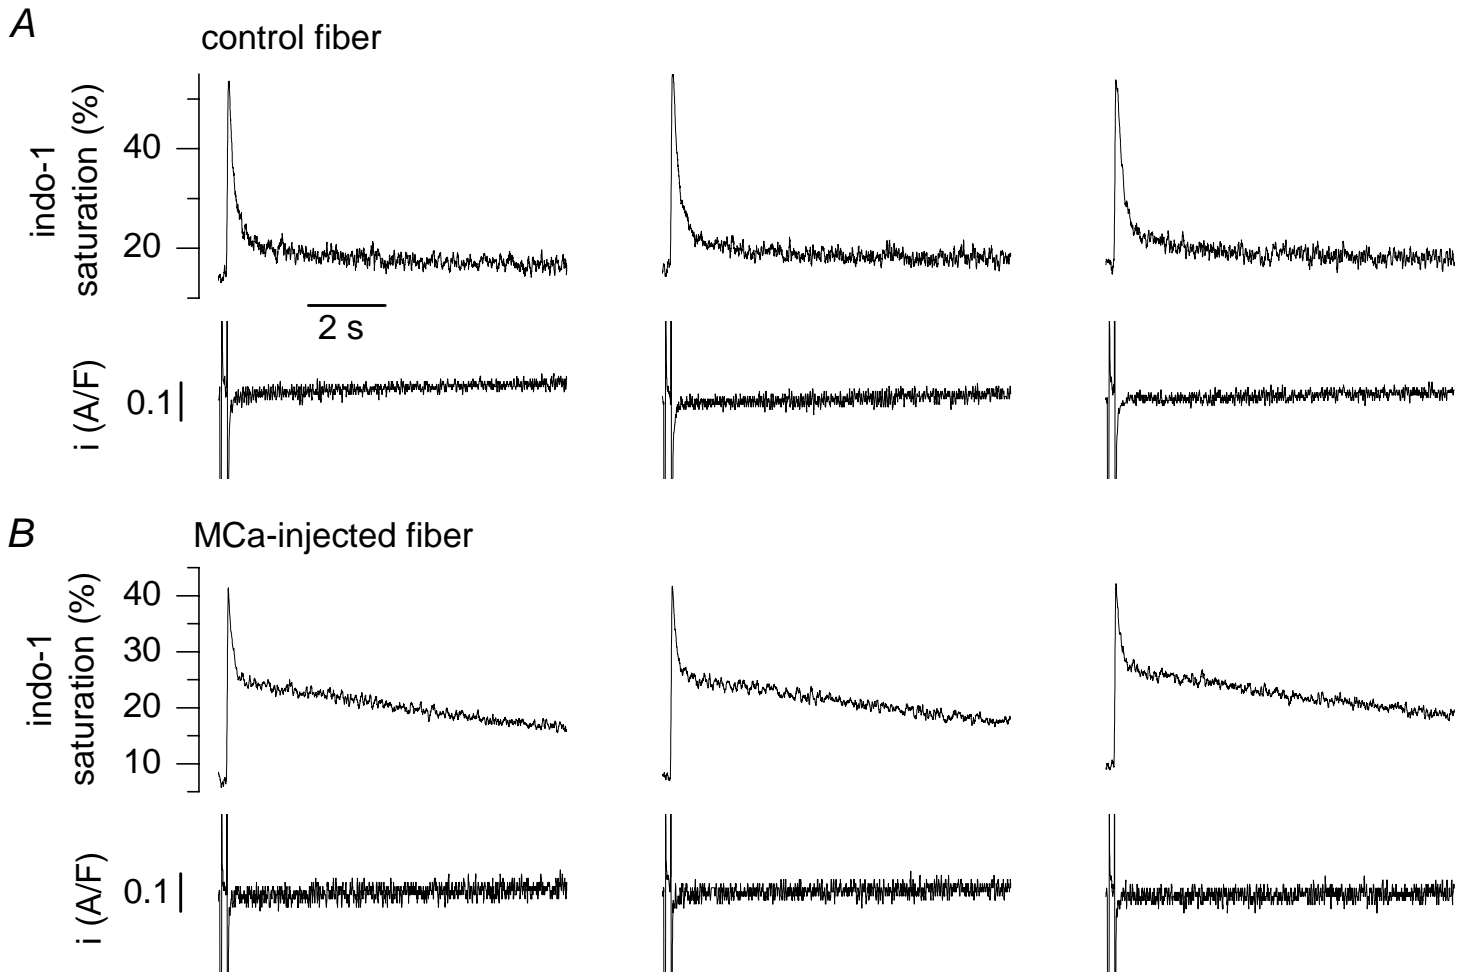 A
control fiber
indo-1
saturation (%)
40
20
2 s
i (A/F)
0.1
B
MCa-injected fiber
indo-1
saturation (%)
40
30
20
10
i (A/F)
0.1